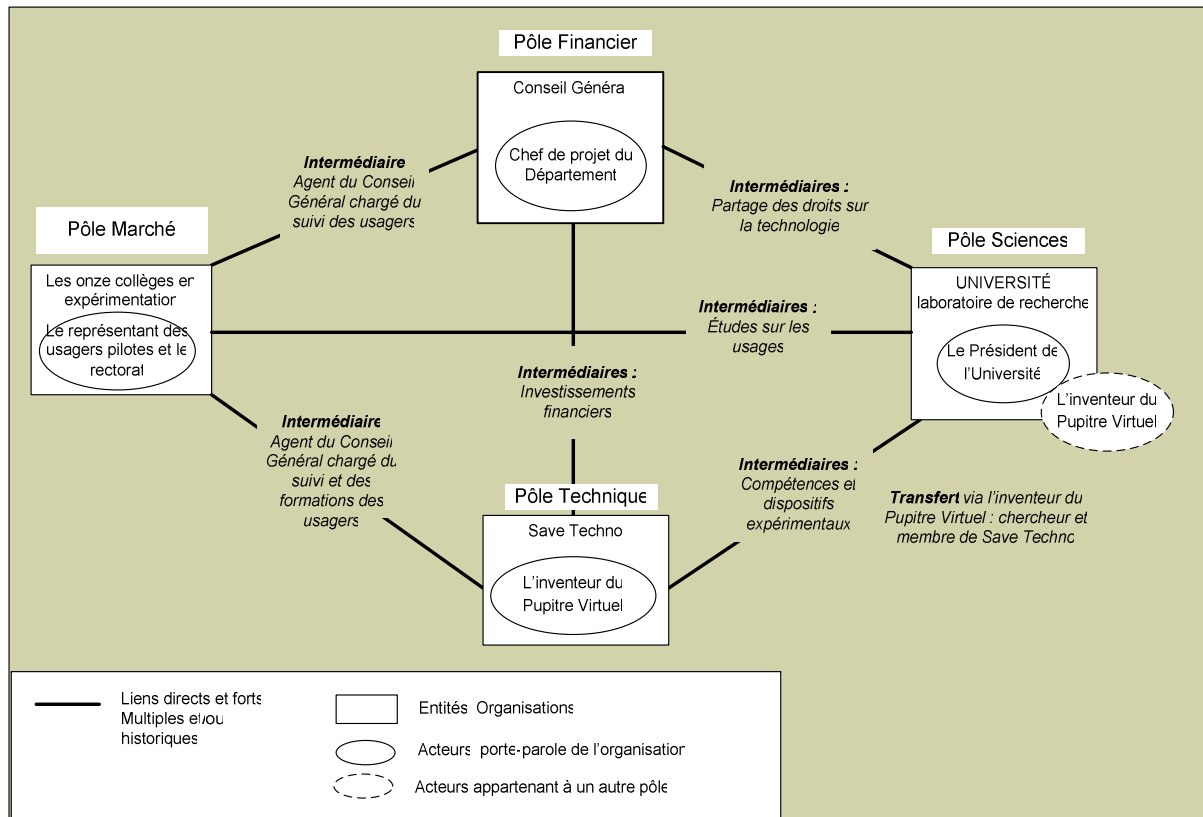 Pôle Financier
Conseil Généra
Chef de projet du
Département
Intermédiaire
Agent du Conseil
Général chargé du
suivi des usagers
Intermédiaires :
Partage des droits sur
la technologie
Pôle Marché
Les onze collèges en
expérimentation
Le représentant des
usagers pilotes et le
rectorat
Pôle Sciences
UNIVERSITÉ
laboratoire de recherche
Le Président de
l'Université
L'inventeur du
Pupitre Virtuel
Intermédiaires :
Études sur les
usages
Intermédiaires :
Investissements
financiers
Intermédiaire
Agent du Conseil
Général chargé du
suivi et des
formations des
usagers
Intermédiaires :
Compétences et
dispositifs
expérimentaux
Transfert via l'inventeur du
Pupitre Virtuel : chercheur et
membre de Save Techno
Pôle Technique
Save Techno
L'inventeur du
Pupitre Virtuel
Liens directs et forts
Multiples et/ou
historiques
Entités Organisations
Acteurs porte-parole de l'organisation
Acteurs appartenant à un autre pôle